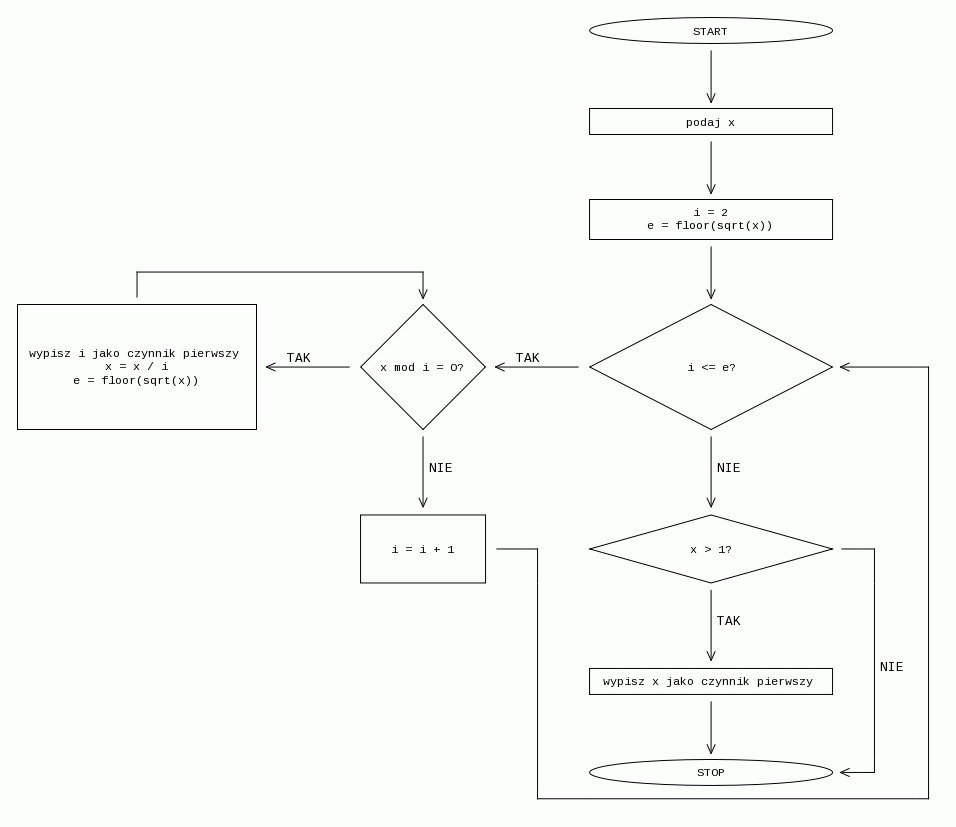 START
podaj x
i = 2
e = floor(sqrt(x))
i <= e?
TAK
x mod i = 0?
TAK
wypisz i jako czynnik pierwszy
x = x / i
e = floor(sqrt(x))
NIE
NIE
i = i + 1
x > 1?
TAK
NIE
wypisz x jako czynnik pierwszy
STOP